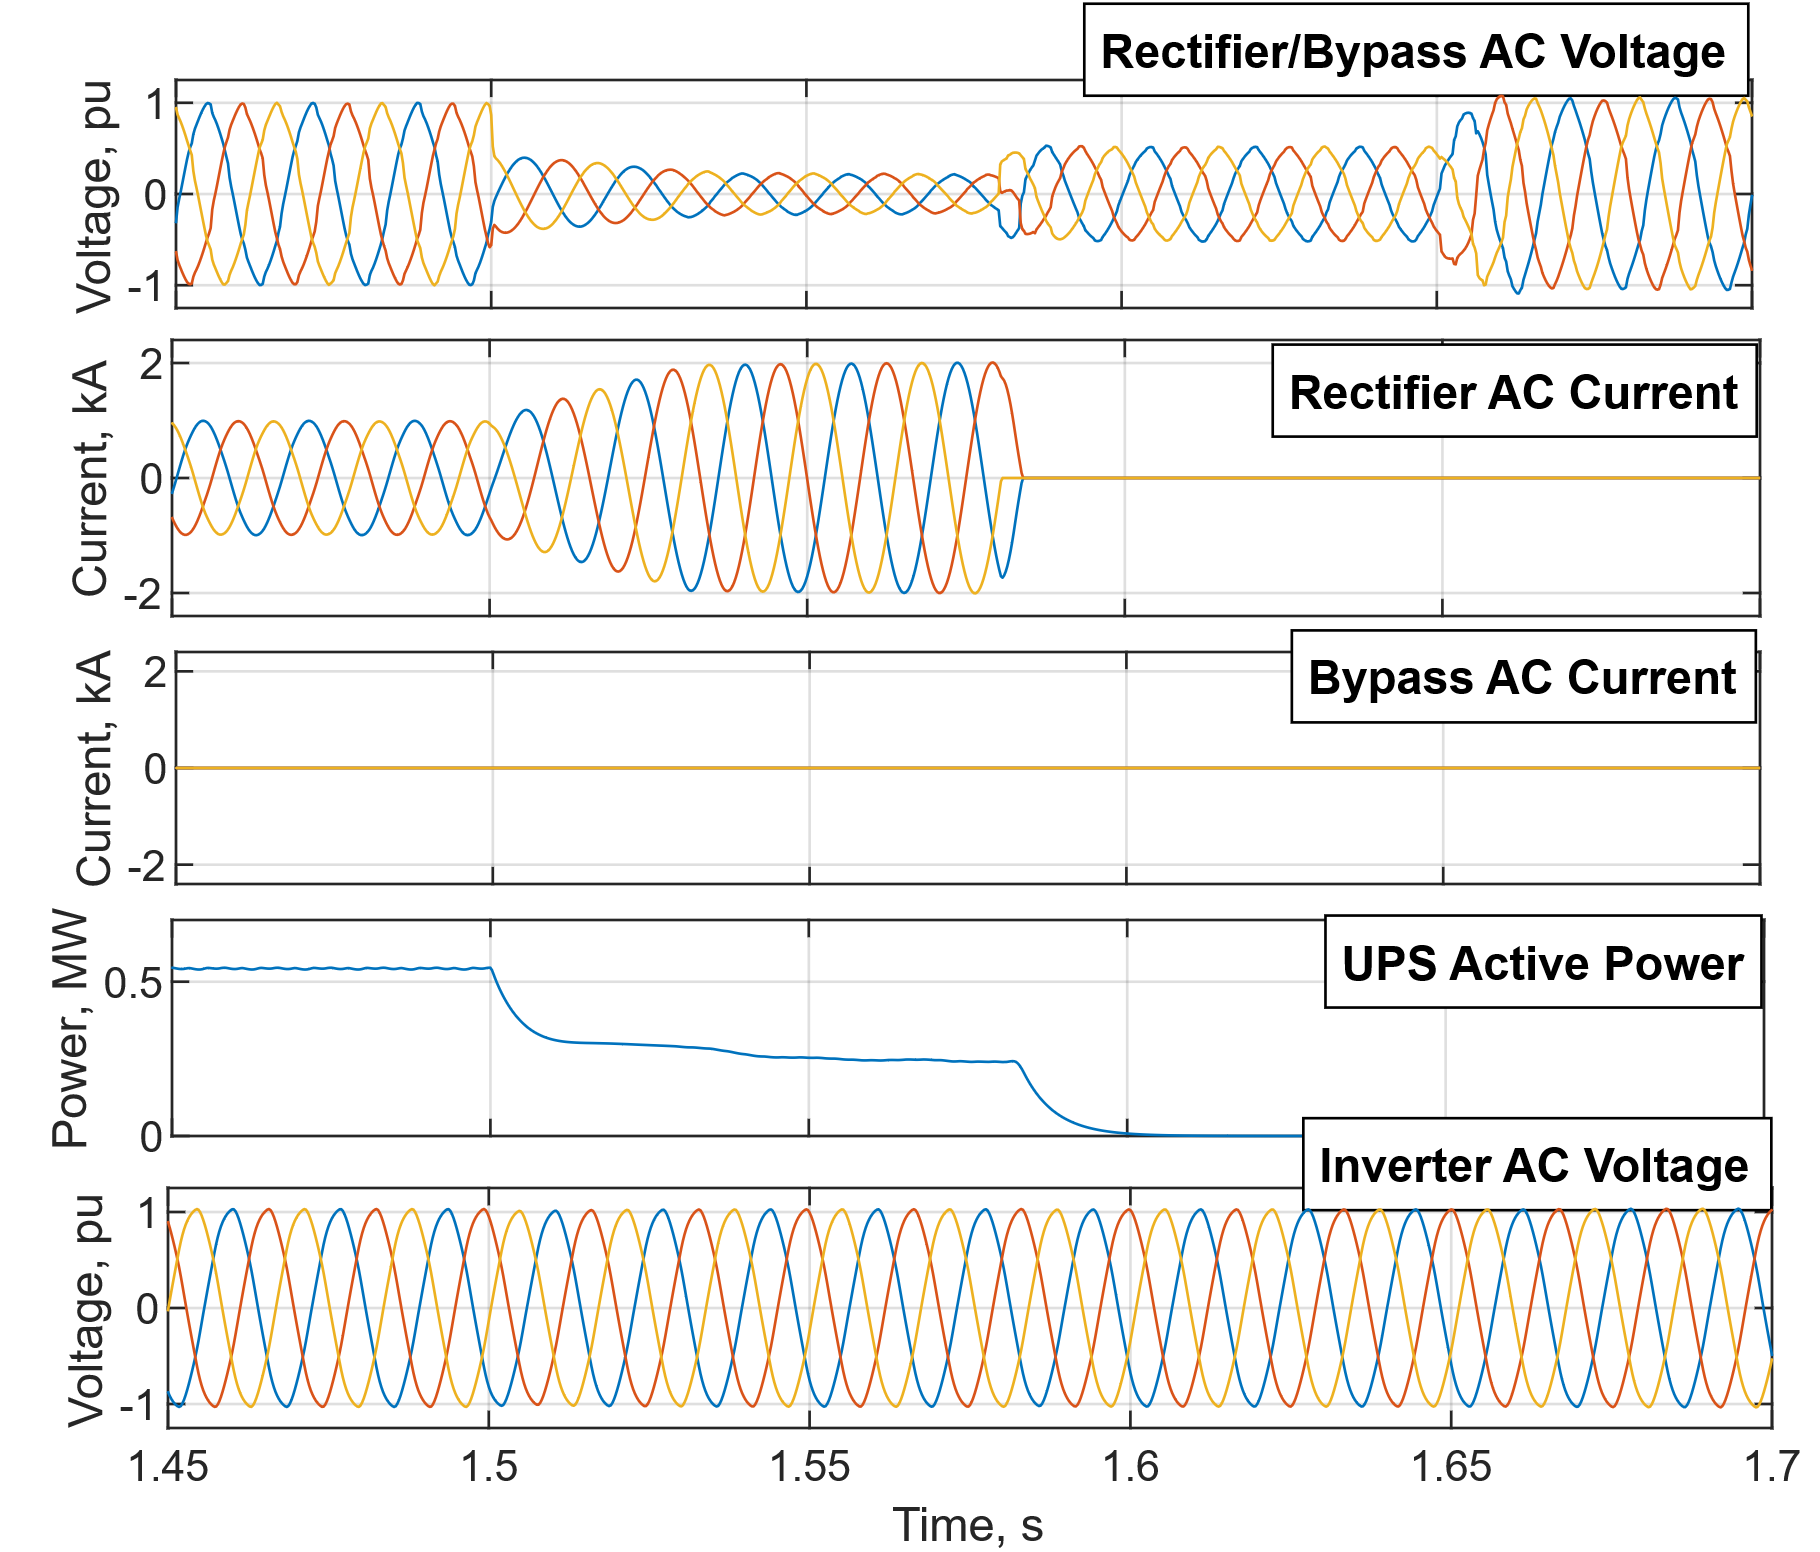 Rectifier/Bypass AC Voltage
Voltage, pu
1
0
-1
Rectifier AC Current
Current, kA
2
0
-2
Bypass AC Current
Current, kA
2
0
-2
UPS Active Power
Power, MW
0.5
0
Inverter AC Voltage
Voltage, pu
1
0
-1
1.45 1.5 1.55 1.6 1.65 1.7
Time, s